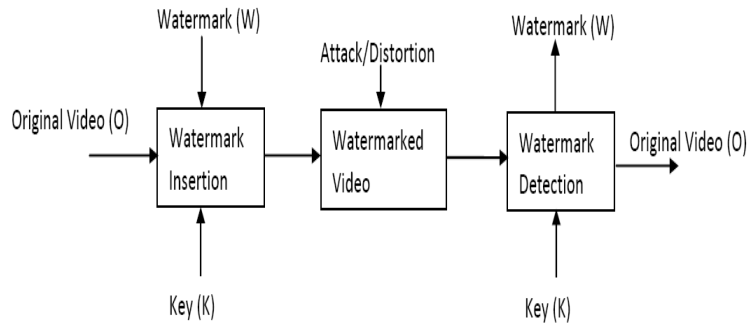 Watermark (W)
Attack/Distortion
Watermark (W)
Original Video (O)
Watermark
Insertion
Watermarked
Video
Watermark
Detection
Original Video (O)
Key (K)
Key (K)